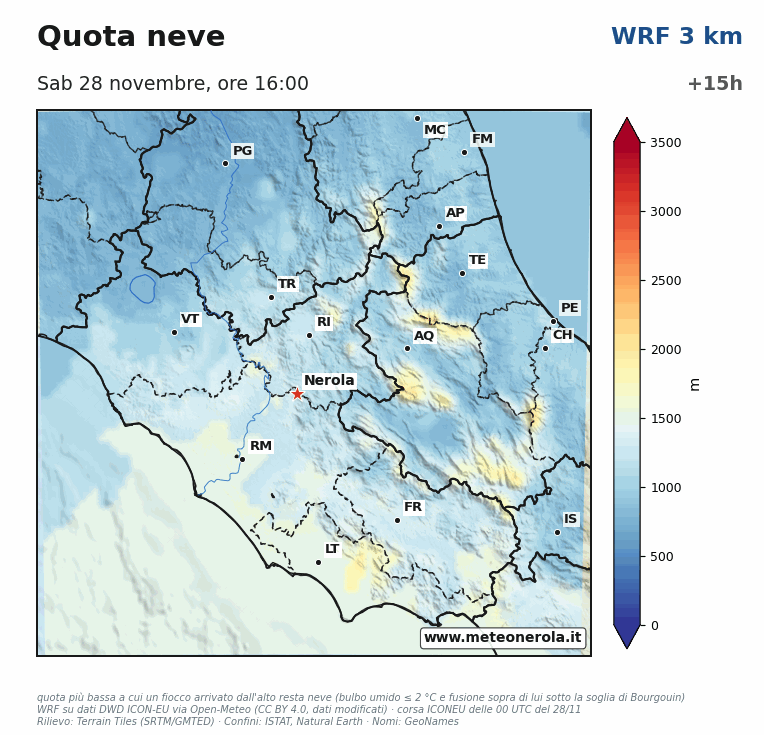 Quota neve
WRF 3 km
Sab 28 novembre, ore 16:00
+15h
MC
FM
PG
AP
TE
TR
PE
VT
RI
AQ
CH
Nerola
RM
FR
IS
LT
www.meteonerola.it
3500
3000
2500
2000
1500
1000
500
0
m
quota più bassa a cui un fiocco arrivato dall'alto resta neve (bulbo umido ≤ 2 °C e fusione sopra di lui sotto la soglia di Bourgouin)
WRF su dati DWD ICON-EU via Open-Meteo (CC BY 4.0, dati modificati) · corsa ICONEU delle 00 UTC del 28/11
Rilievo: Terrain Tiles (SRTM/GMTED) · Confini: ISTAT, Natural Earth · Nomi: GeoNames